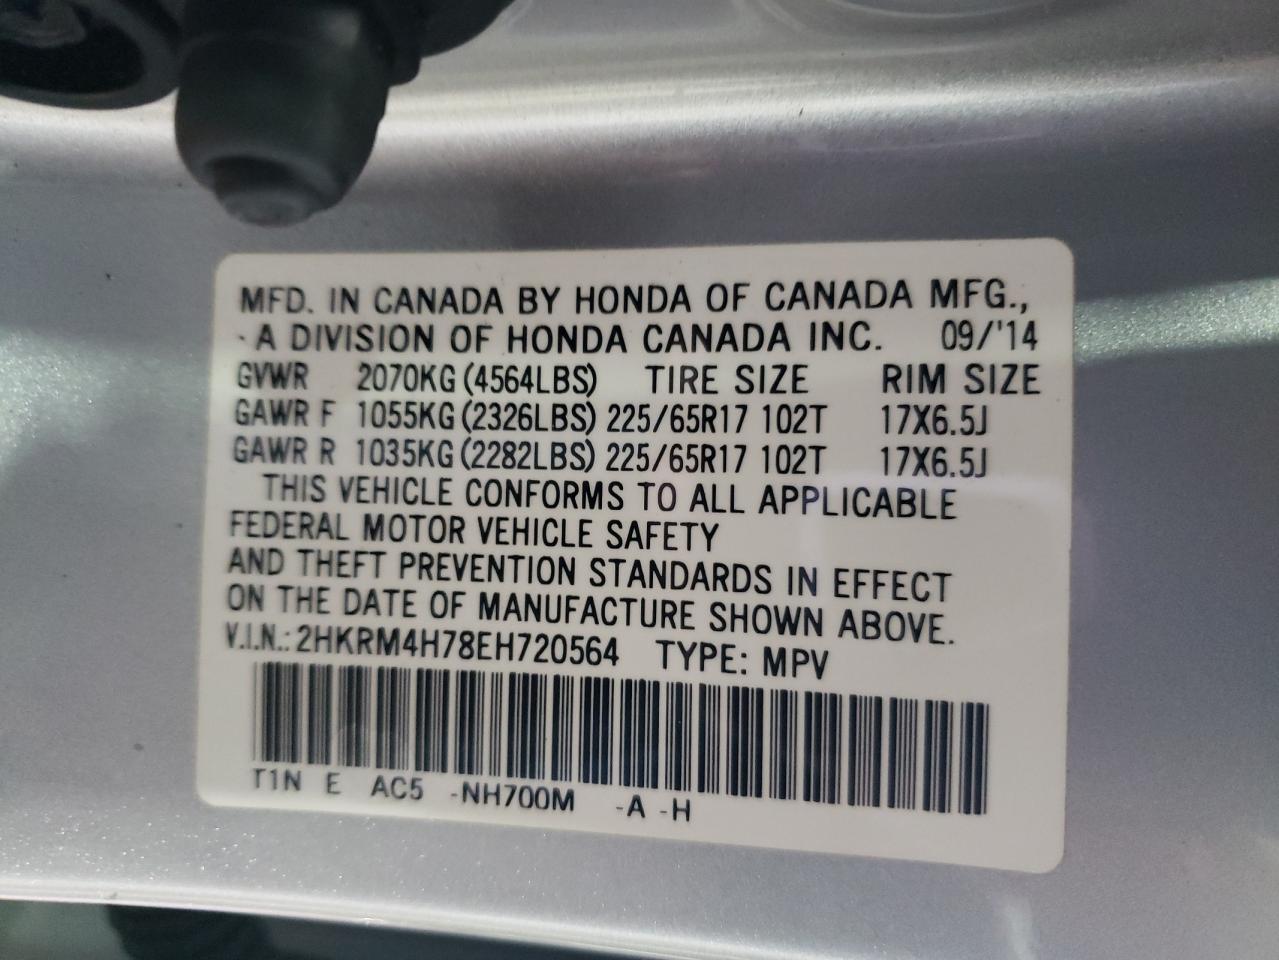 MFD. IN CANADA BY HONDA OF CANADA MFG.,
- A DIVISION OF HONDA CANADA INC. 09/'14
GVWR 2070KG (4564LBS) TIRE SIZE RIM SIZE
GAWR F 1055KG (2326LBS) 225/65R17 102T 17X6.5J
GAWR R 1035KG (2282LBS) 225/65R17 102T 17X6.5J
THIS VEHICLE CONFORMS TO ALL APPLICABLE
FEDERAL MOTOR VEHICLE SAFETY
AND THEFT PREVENTION STANDARDS IN EFFECT
ON THE DATE OF MANUFACTURE SHOWN ABOVE.
V.I.N.: 2HKRM4H78EH720564 TYPE: MPV
T1N E AC5 -NH700M -A -H